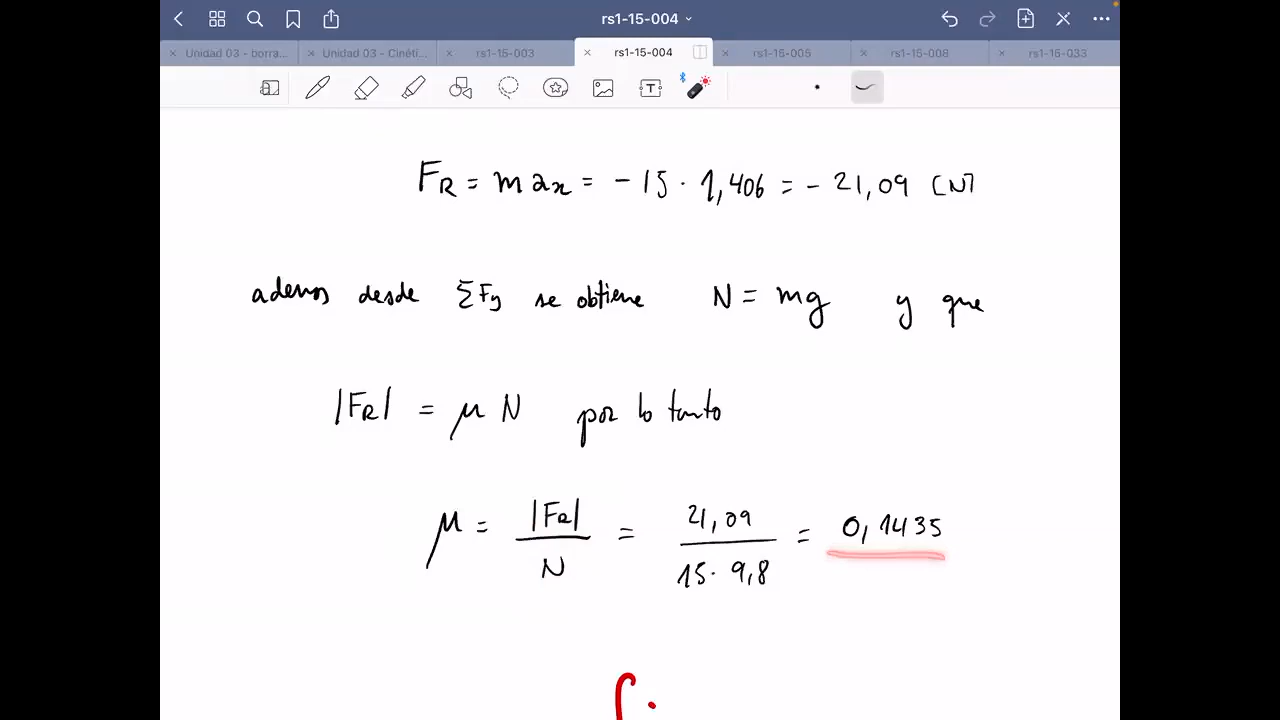 rs1-15-004
Unidad 03 - borra...
Unidad 03 - Cinéti...
rs1-15-003
rs1-15-004
rs1-15-005
rs1-15-008
rs1-15-033
T
FR = m ax = - 15 · 1,406 = - 21,09 [N]
ademos desde ΣFy se obtiene N = mg y que
|FR| = μ N por lo tanto
μ = |FR| / N = 21,09 / 15 · 9,8 = 0,1435